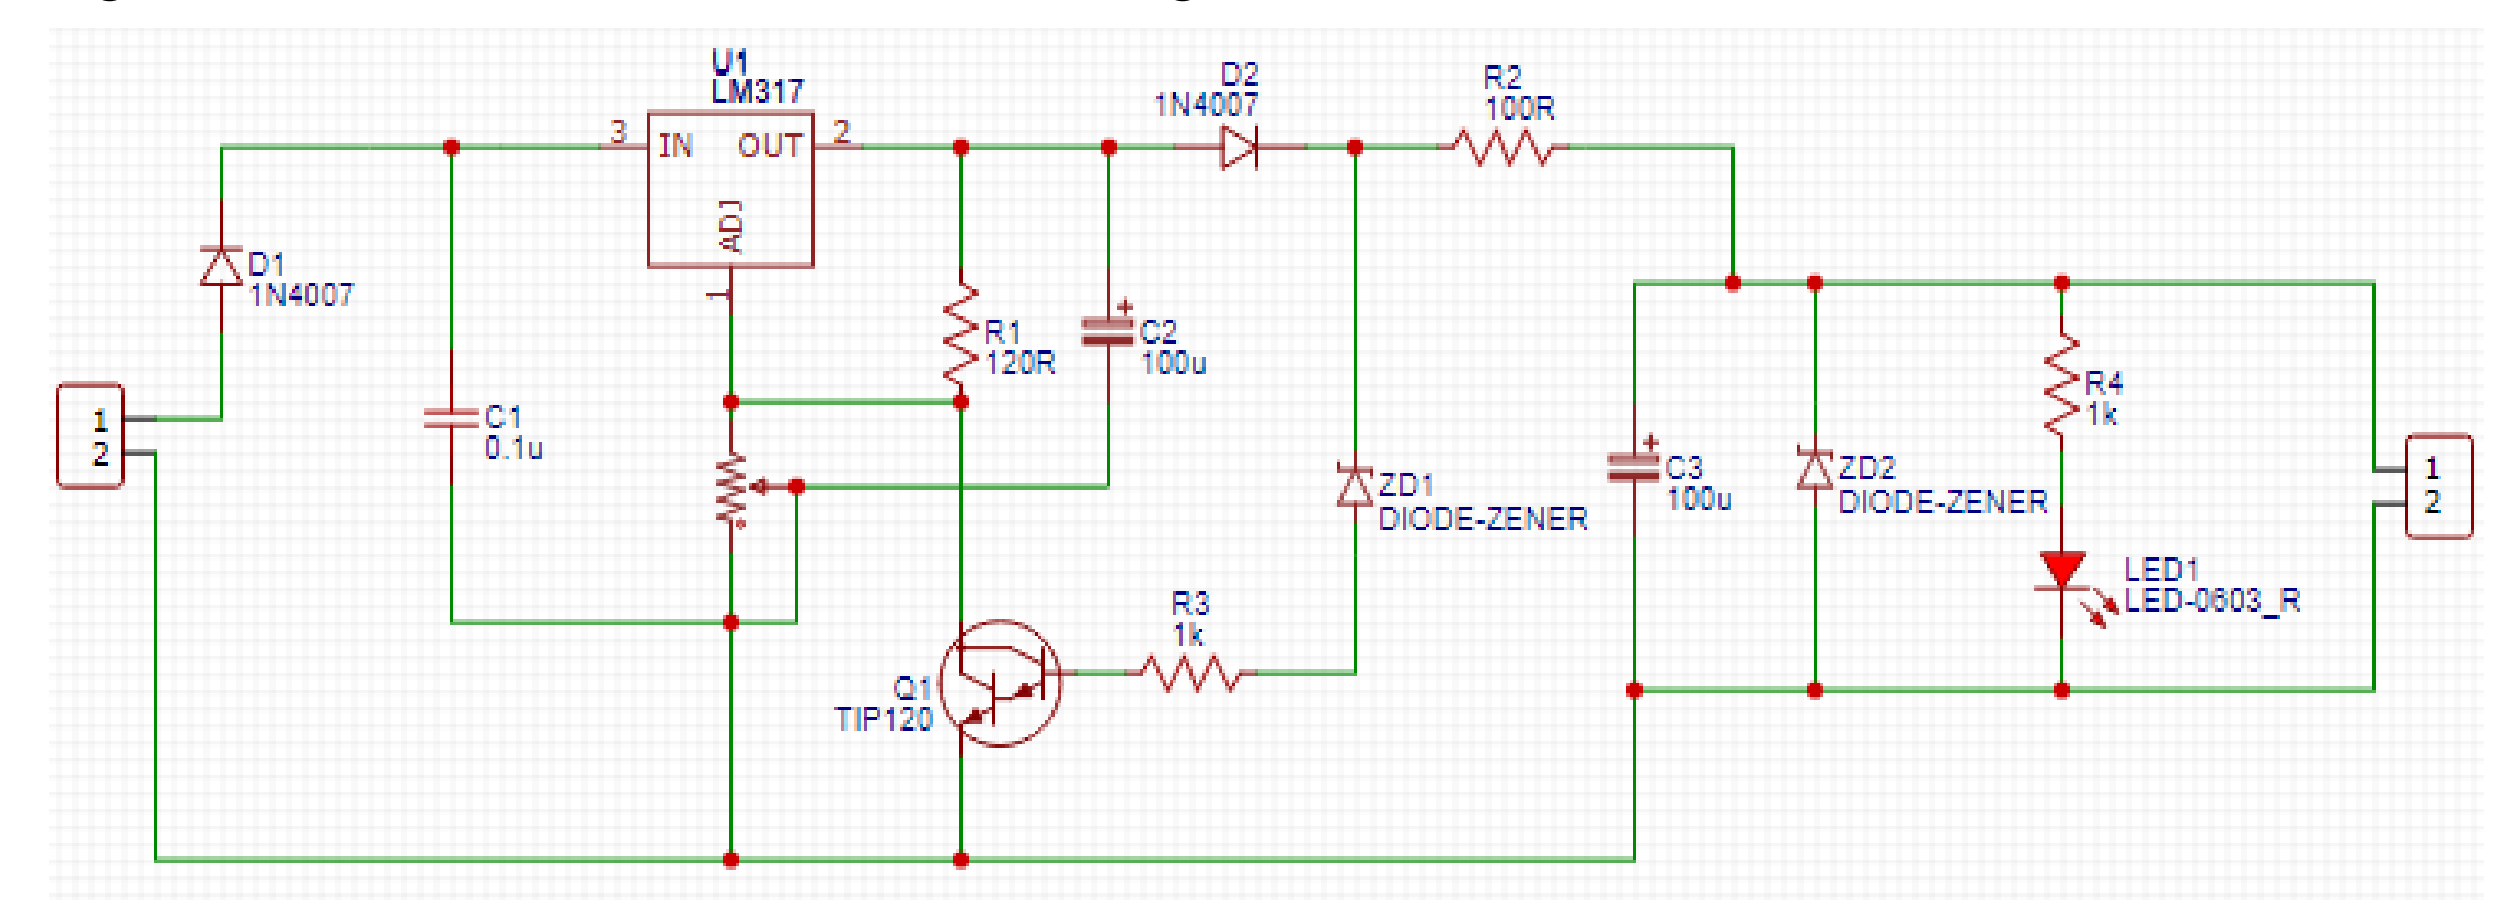 U1
LM317
3
IN
OUT
2
ADJ
1
D1
1N4007
1
2
C1
0.1u
R1
120R
+
C2
100u
D2
1N4007
R2
100R
ZD1
DIODE-ZENER
R3
1k
Q1
TIP120
+
C3
100u
ZD2
DIODE-ZENER
R4
1k
LED1
LED-0603_R
1
2